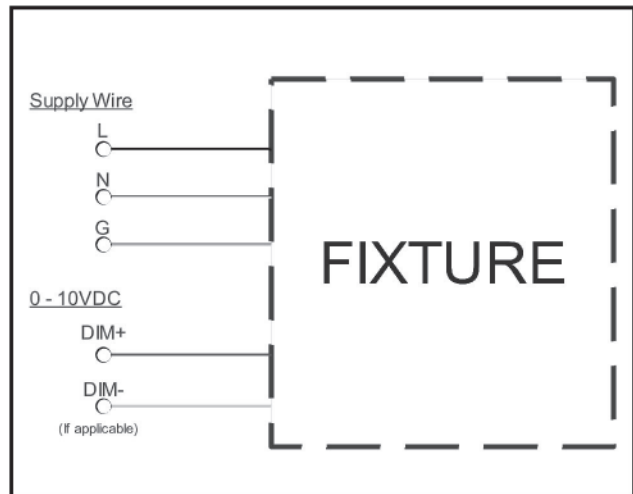 Supply Wire
L
N
G
FIXTURE
0 - 10VDC
DIM+
DIM-
(If applicable)